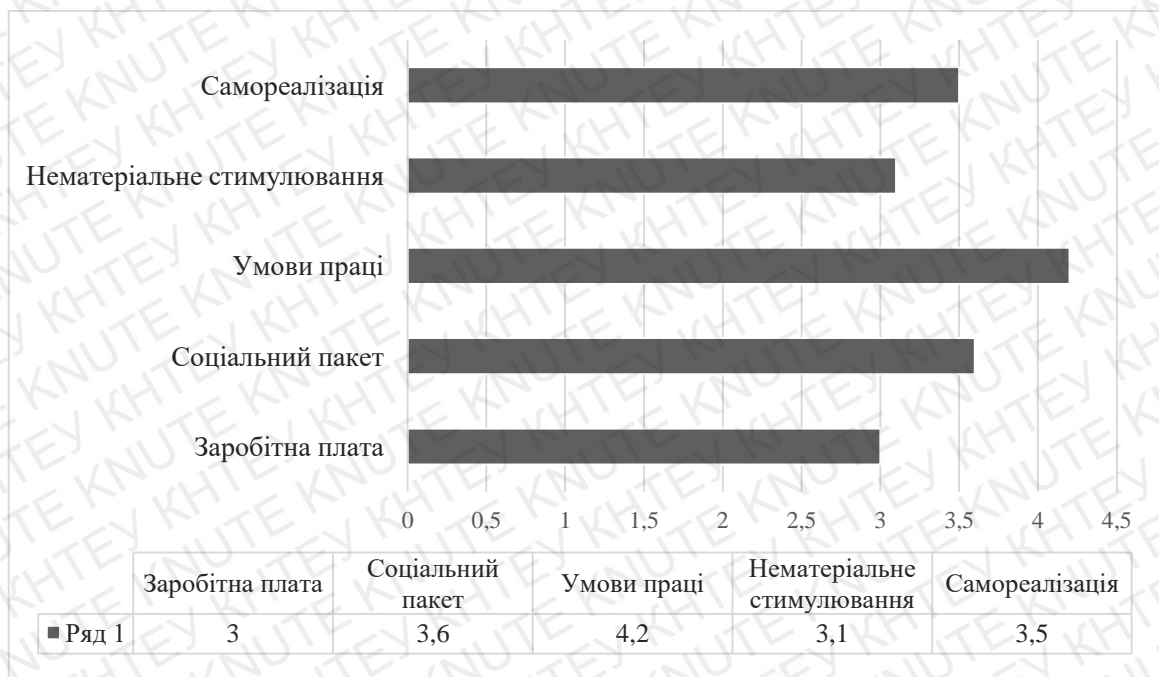 Самореалізація
Нематеріальне стимулювання
Умови праці
Соціальний пакет
Заробітна плата
0 0,5 1 1,5 2 2,5 3 3,5 4 4,5
Заробітна плата Соціальний пакет Умови праці Нематеріальне стимулювання Самореалізація
Ряд 1 3 3,6 4,2 3,1 3,5
KNUTE КНТЕУ